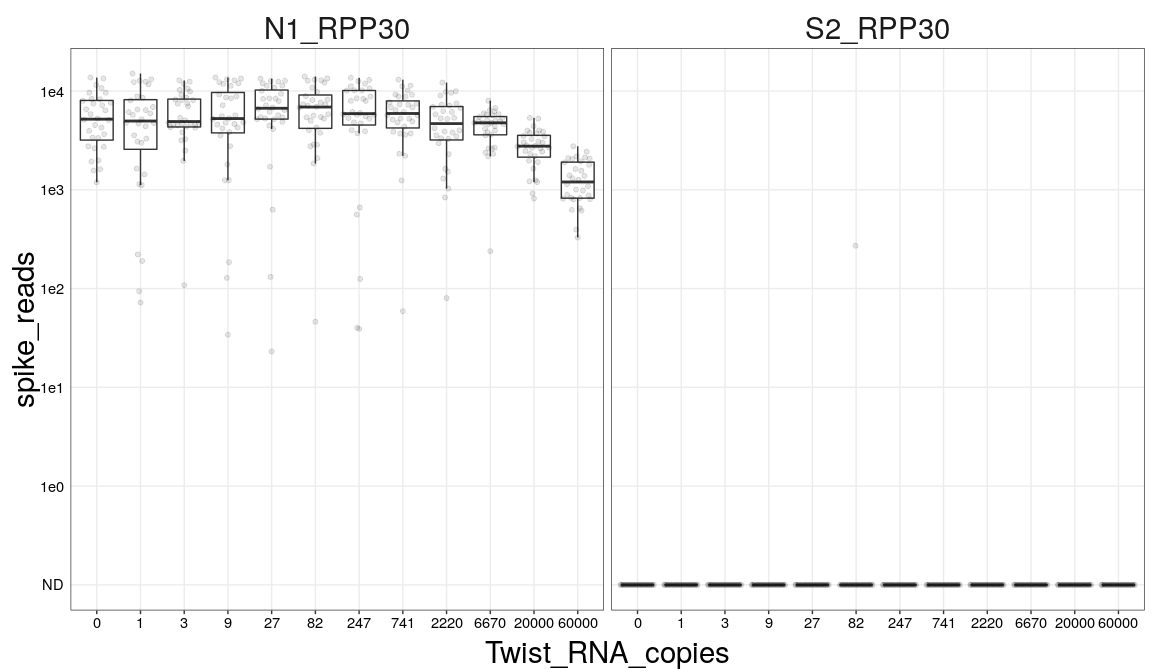 N1_RPP30 S2_RPP30
spike_reads
1e4
1e3
1e2
1e1
1e0
ND
0 1 3 9 27 82 247 741 2220 6670 20000 60000 0 1 3 9 27 82 247 741 2220 6670 20000 60000
Twist_RNA_copies